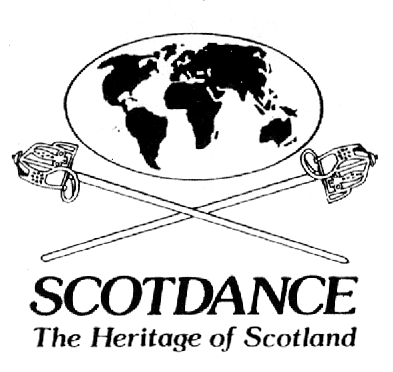 SCOTDANCE
The Heritage of Scotland